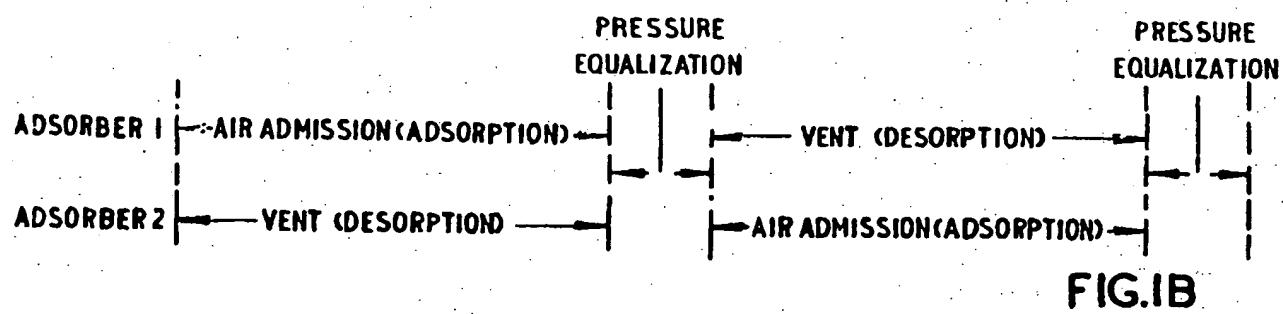 PRESSURE
EQUALIZATION
PRESSURE
EQUALIZATION
ADSORBER 1 AIR ADMISSION (ADSORPTION) VENT (DESORPTION)
ADSORBER 2 VENT (DESORPTION) AIR ADMISSION (ADSORPTION)
FIG.1B